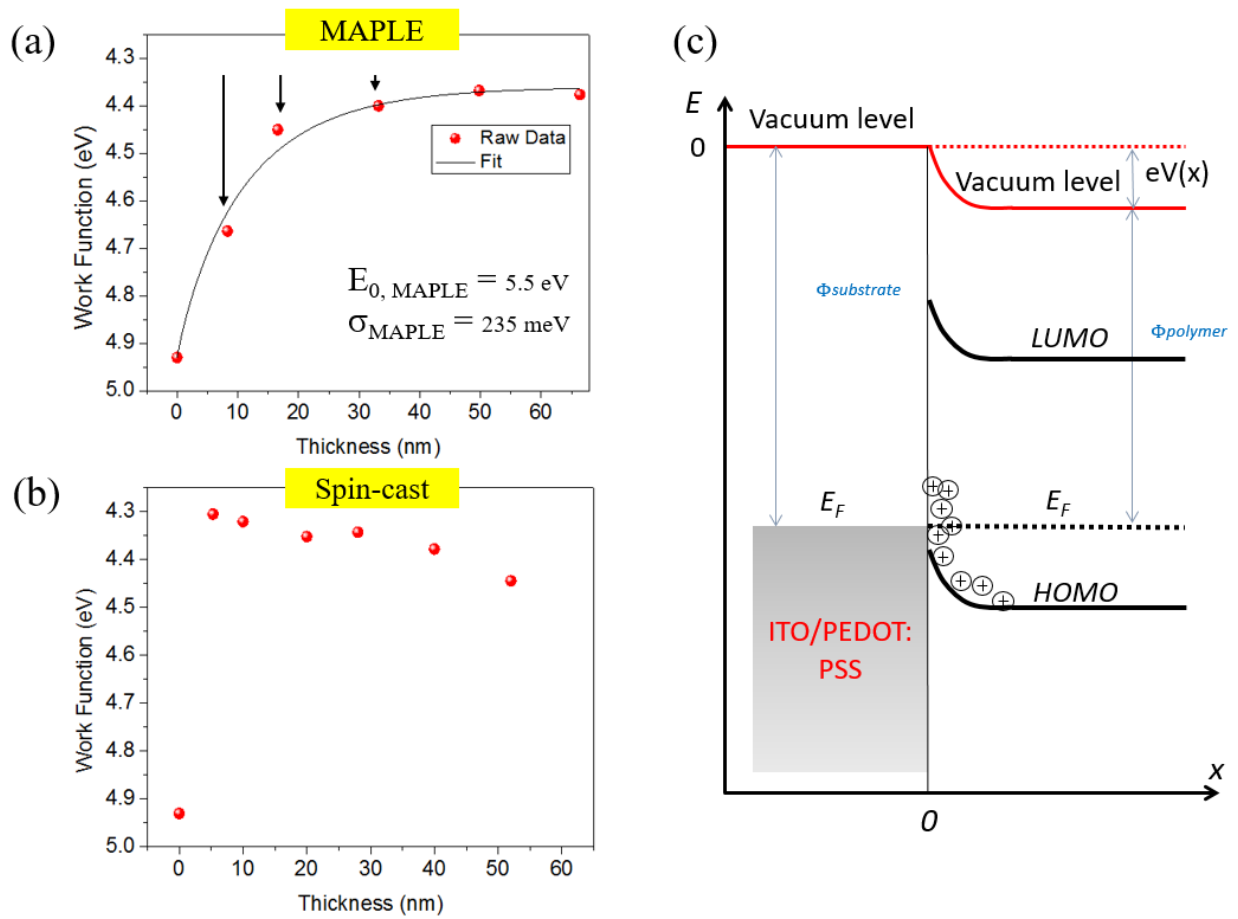 (a)
MAPLE
4.3
4.4
4.5
4.6
4.7
4.8
4.9
5.0
Work Function (eV)
Raw Data
Fit
E0, MAPLE = 5.5 eV
σMAPLE = 235 meV
0 10 20 30 40 50 60
Thickness (nm)
(b)
Spin-cast
4.3
4.4
4.5
4.6
4.7
4.8
4.9
5.0
Work Function (eV)
0 10 20 30 40 50 60
Thickness (nm)
(c)
E
0
Vacuum level
Vacuum level
eV(x)
Φsubstrate
Φpolymer
LUMO
EF
EF
HOMO
ITO/PEDOT:
PSS
x
0